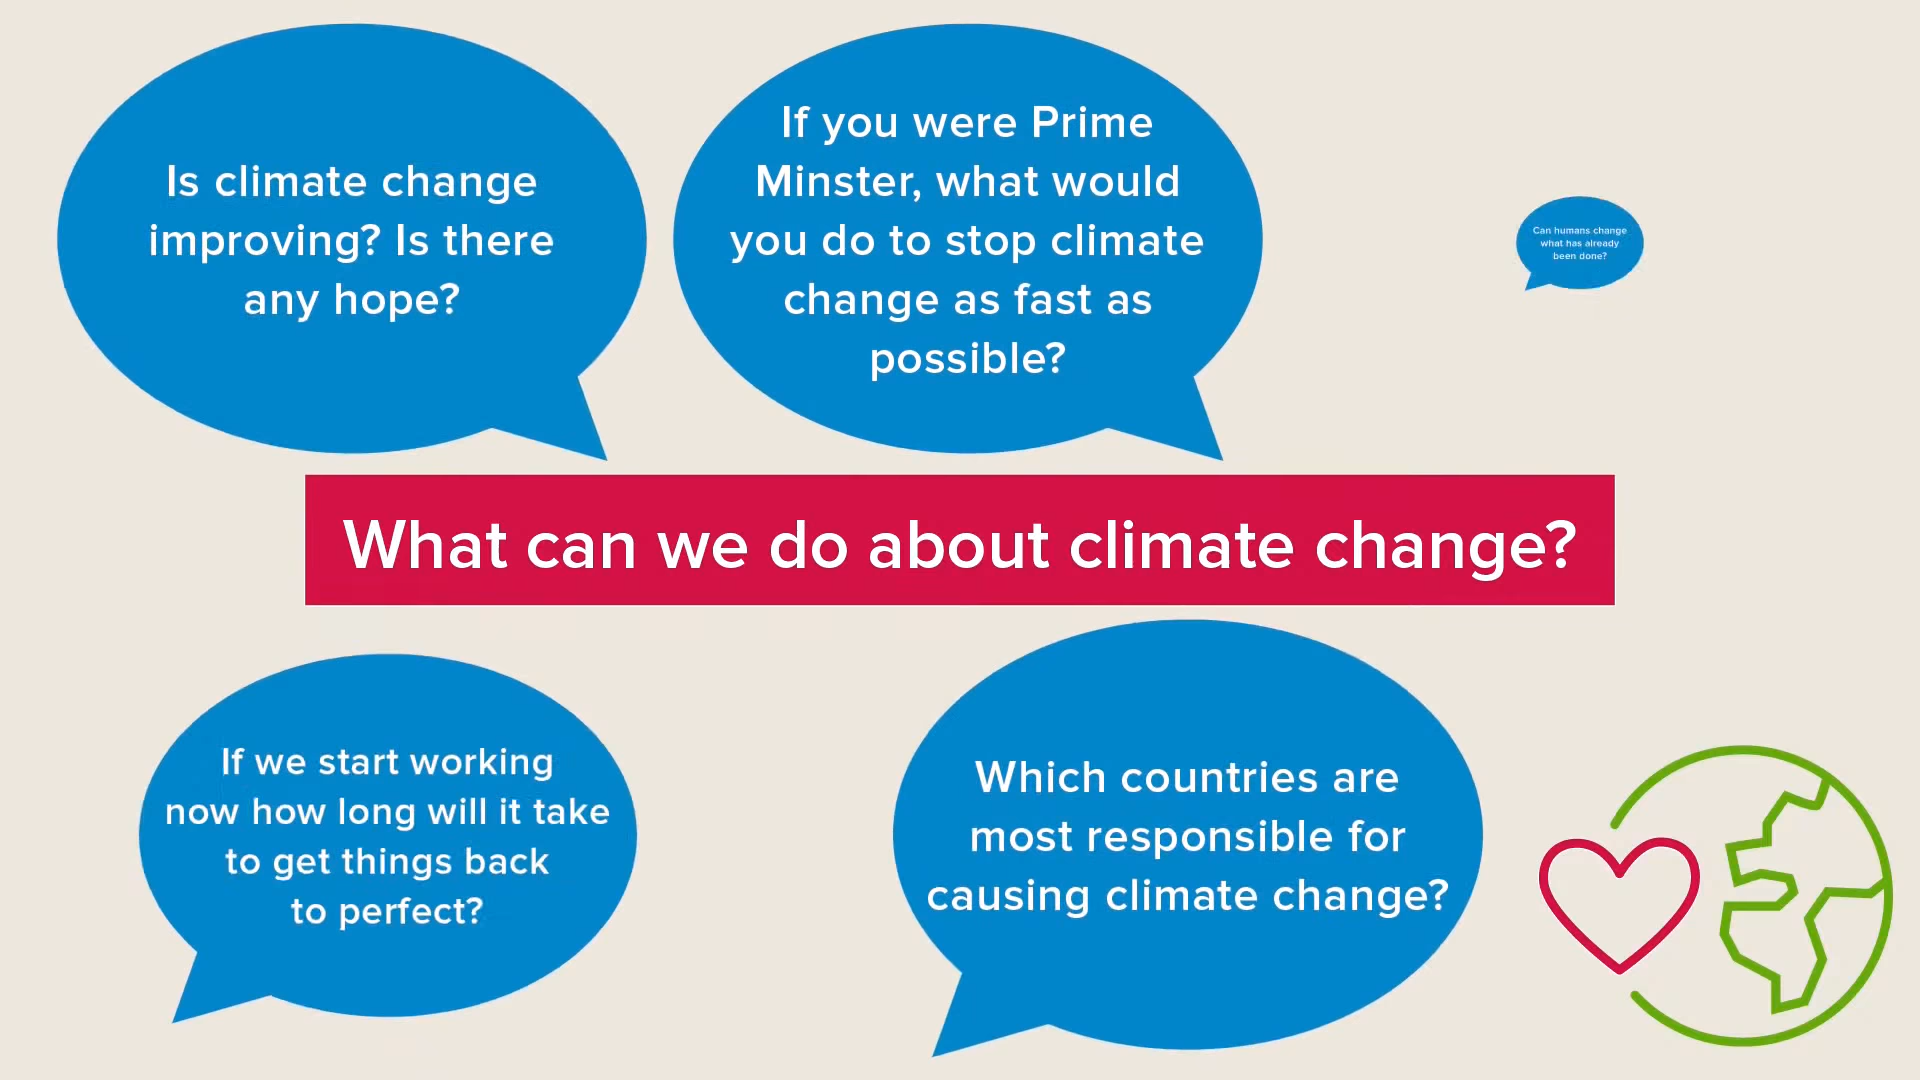 Is climate change
improving? Is there
any hope?
If you were Prime
Minster, what would
you do to stop climate
change as fast as
possible?
Can humans change
what has already
been done?
What can we do about climate change?
If we start working
now how long will it take
to get things back
to perfect?
Which countries are
most responsible for
causing climate change?